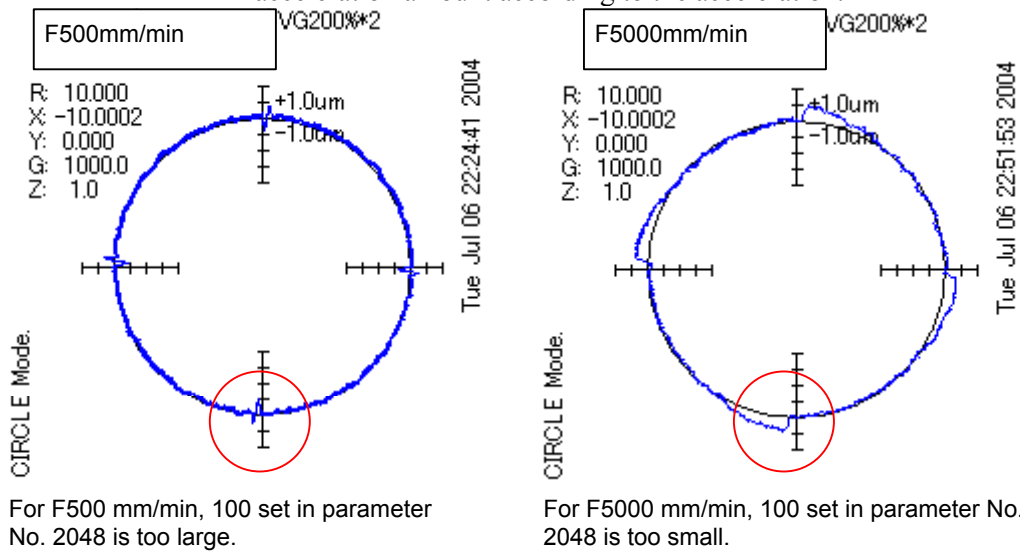 F500mm/min
VG200%*2
R: 10.000
X: -10.0002
Y: 0.000
G: 1000.0
Z: 1.0
+1.0um
-1.0um
Tue Jul 06 22:24:41 2004
CIRCLE Mode.
For F500 mm/min, 100 set in parameter
No. 2048 is too large.
F5000mm/min
VG200%*2
R: 10.000
X: -10.0002
Y: 0.000
G: 1000.0
Z: 1.0
+1.0um
-1.0um
Tue Jul 06 22:51:53 2004
CIRCLE Mode.
For F5000 mm/min, 100 set in parameter No.
2048 is too small.